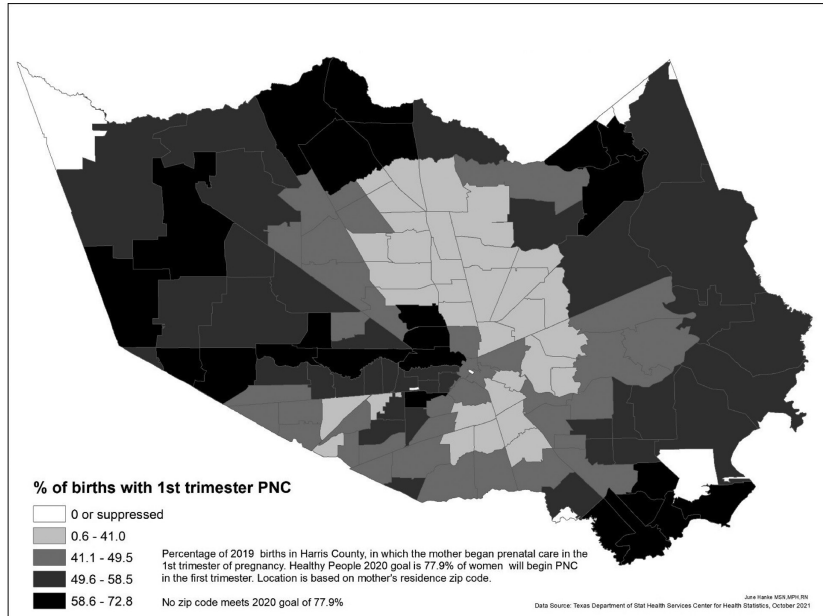 % of births with 1st trimester PNC
0 or suppressed
0.6 - 41.0
41.1 - 49.5
49.6 - 58.5
58.6 - 72.8
Percentage of 2019 births in Harris County, in which the mother began prenatal care in the
1st trimester of pregnancy. Healthy People 2020 goal is 77.9% of women will begin PNC
in the first trimester. Location is based on mother's residence zip code.
No zip code meets 2020 goal of 77.9%
June Hanke MSN,MPH,RN
Data Source: Texas Department of Stat Health Services Center for Health Statistics, October 2021